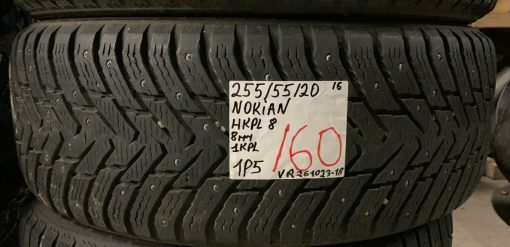 255/55/20 16
NOKiAN
HKPL 8
8mm
1KPL
160
1P5
VR261023-18